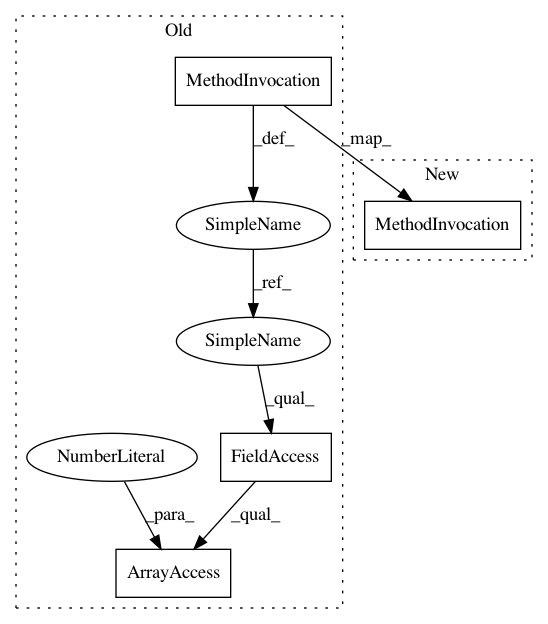 Old
MethodInvocation
_def_
_map_
New
SimpleName
MethodInvocation
_ref_
SimpleName
_qual_
NumberLiteral
FieldAccess
_para_
_qual_
ArrayAccess